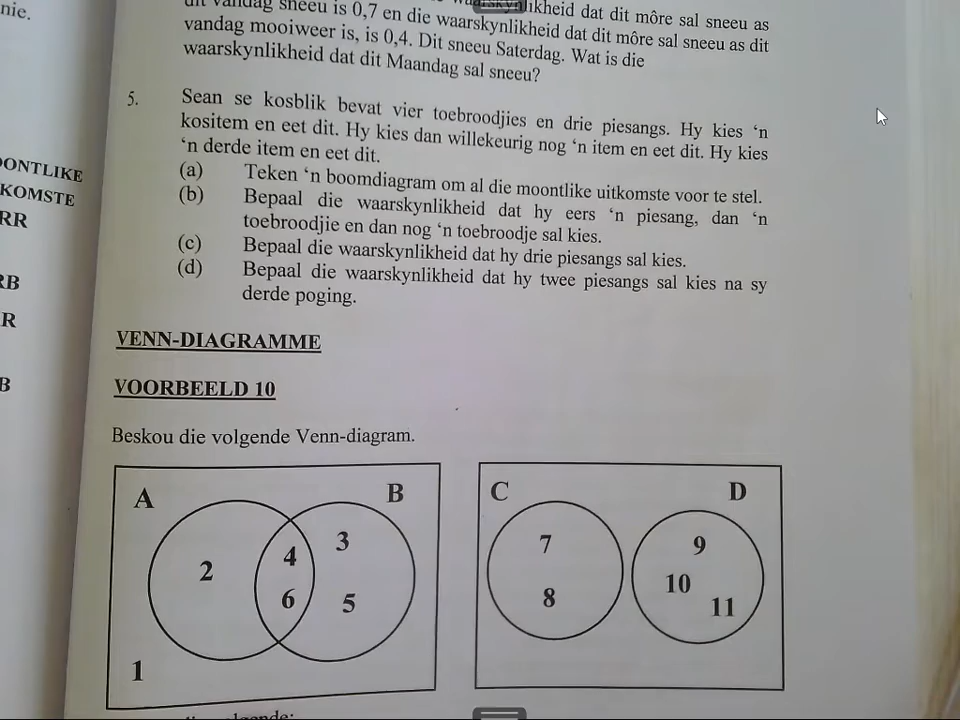 nie.
dit vandag sneeu is 0,7 en die waarskynlikheid dat dit môre sal sneeu as
vandag mooiweer is, is 0,4. Dit sneeu Saterdag. Wat is die
waarskynlikheid dat dit Maandag sal sneeu?
5. Sean se kosblik bevat vier toebroodjies en drie piesangs. Hy kies ‘n
kositem en eet dit. Hy kies dan willekeurig nog ‘n item en eet dit. Hy kies
‘n derde item en eet dit.
(a) Teken ‘n boomdiagram om al die moontlike uitkomste voor te stel.
(b) Bepaal die waarskynlikheid dat hy eers ‘n piesang, dan ‘n
toebroodjie en dan nog ‘n toebroodje sal kies.
(c) Bepaal die waarskynlikheid dat hy drie piesangs sal kies.
(d) Bepaal die waarskynlikheid dat hy twee piesangs sal kies na sy
derde poging.
OONTLIKE
KOMSTE
RR
RB
R
B
VENN-DIAGRAMME
VOORBEELD 10
Beskou die volgende Venn-diagram.
A B
2 4 3
6 5
1
C D
7 9
8 10
11